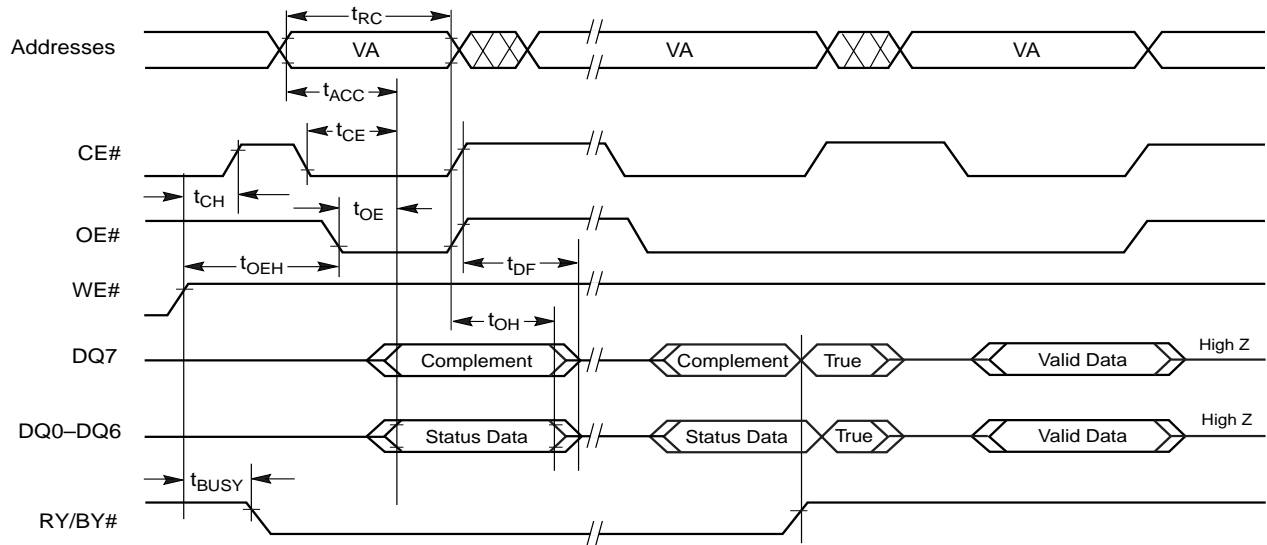 tRC
Addresses VA VA VA
tACC
tCE
CE#
tCH
tOE
OE#
tOEH tDF
WE#
tOH
DQ7 Complement Complement True Valid Data High Z
DQ0–DQ6 Status Data Status Data True Valid Data High Z
tBUSY
RY/BY#